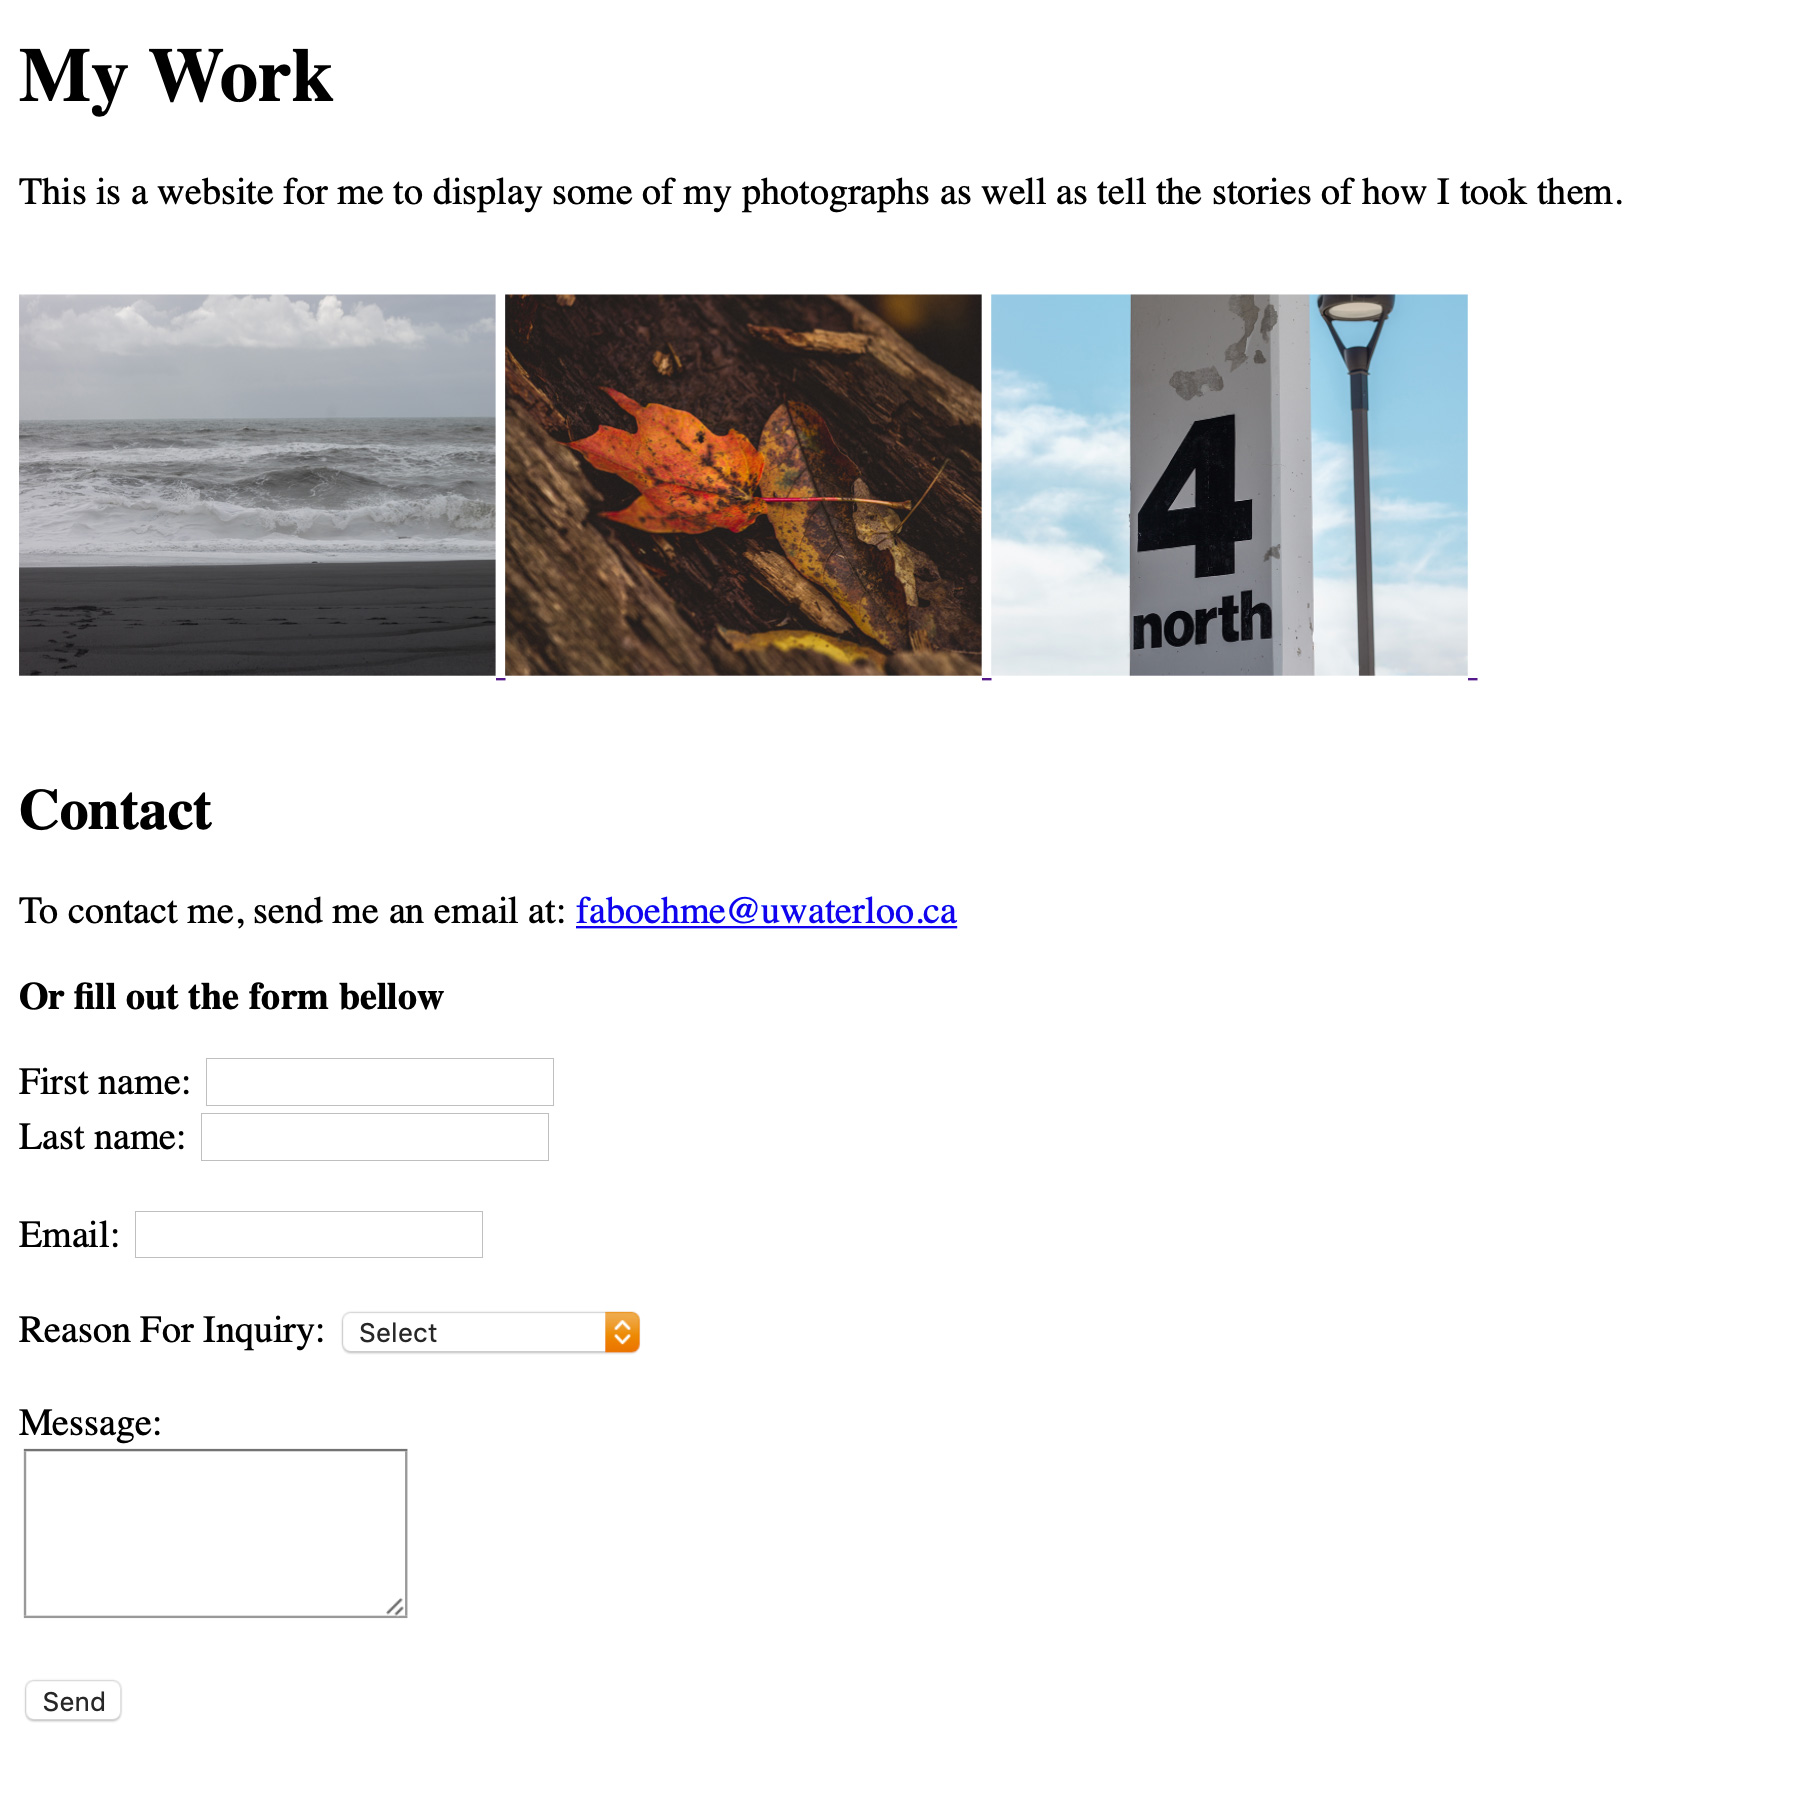 My Work
This is a website for me to display some of my photographs as well as tell the stories of how I took them.
4
north
Contact
To contact me, send me an email at: faboehme@uwaterloo.ca
Or fill out the form bellow
First name:
Last name:
Email:
Reason For Inquiry: Select
Message:
Send